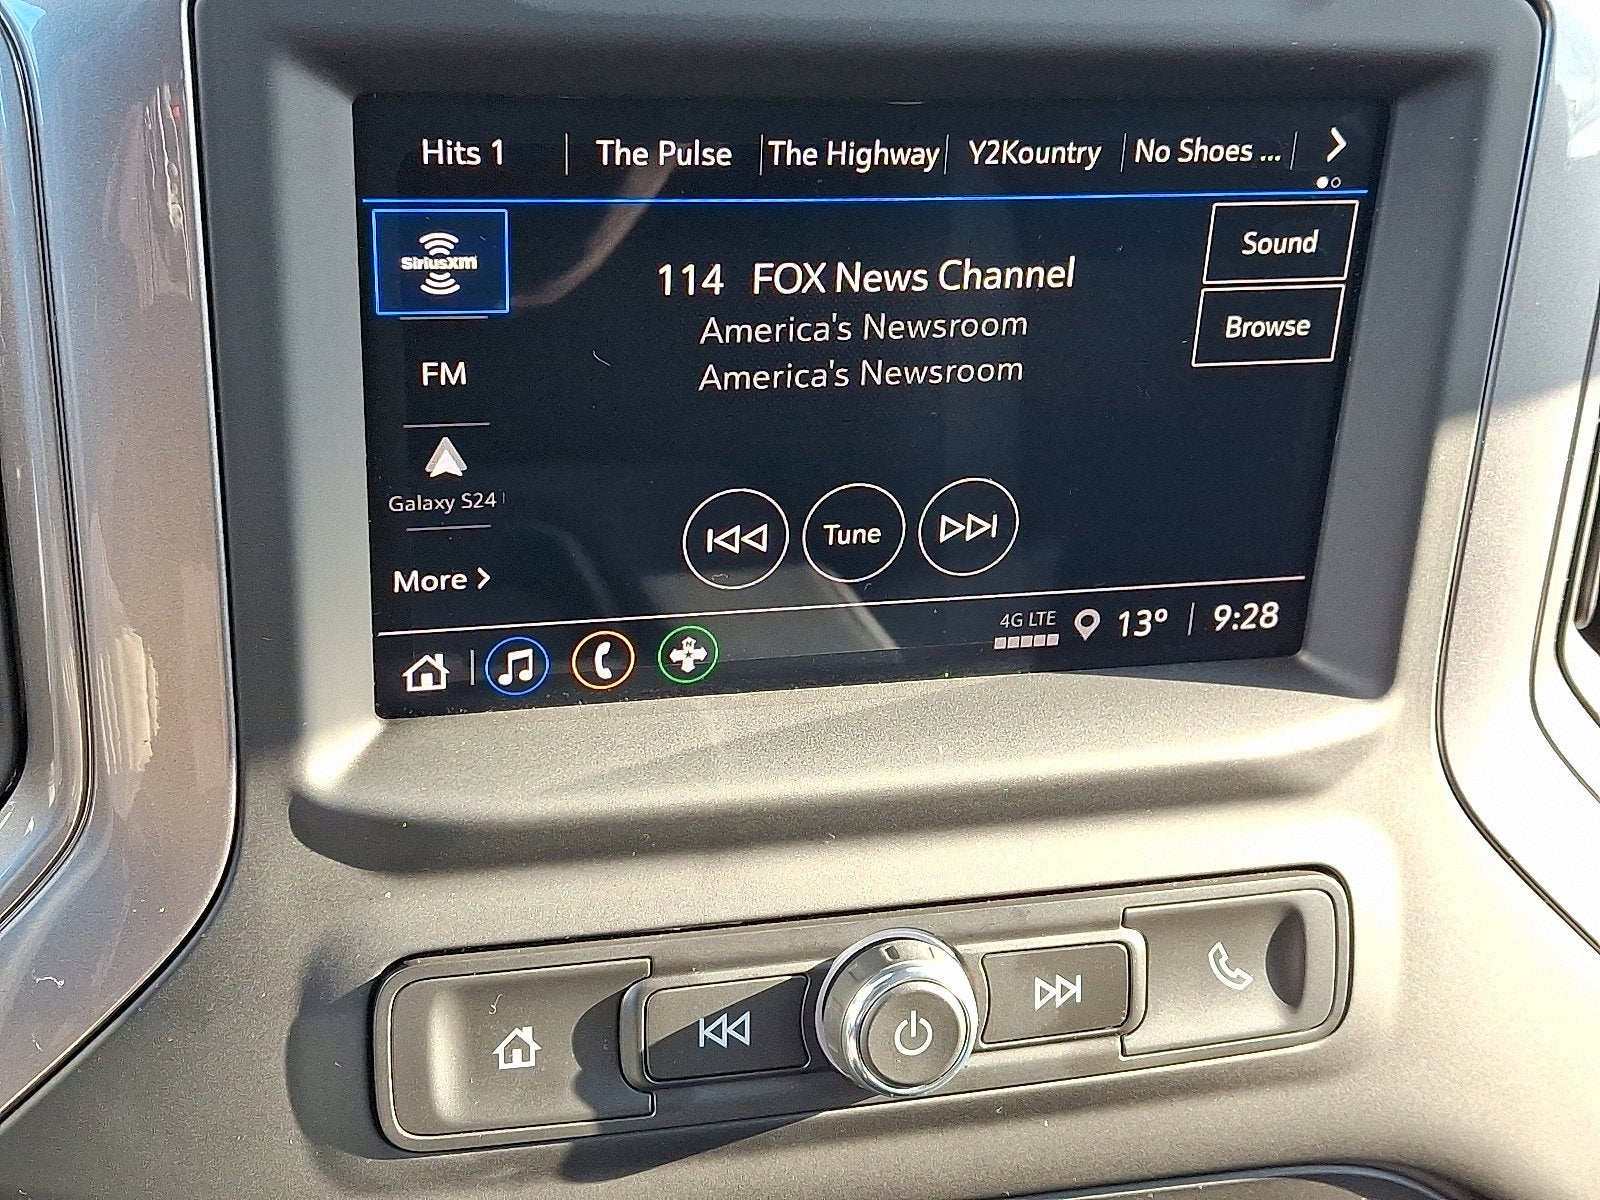 Hits 1 The Pulse The Highway Y2Kountry No Shoes ...
SiriusXM
114 FOX News Channel
America's Newsroom
America's Newsroom
Sound
Browse
FM
Galaxy S24
More
Tune
4G LTE 13° 9:28
N